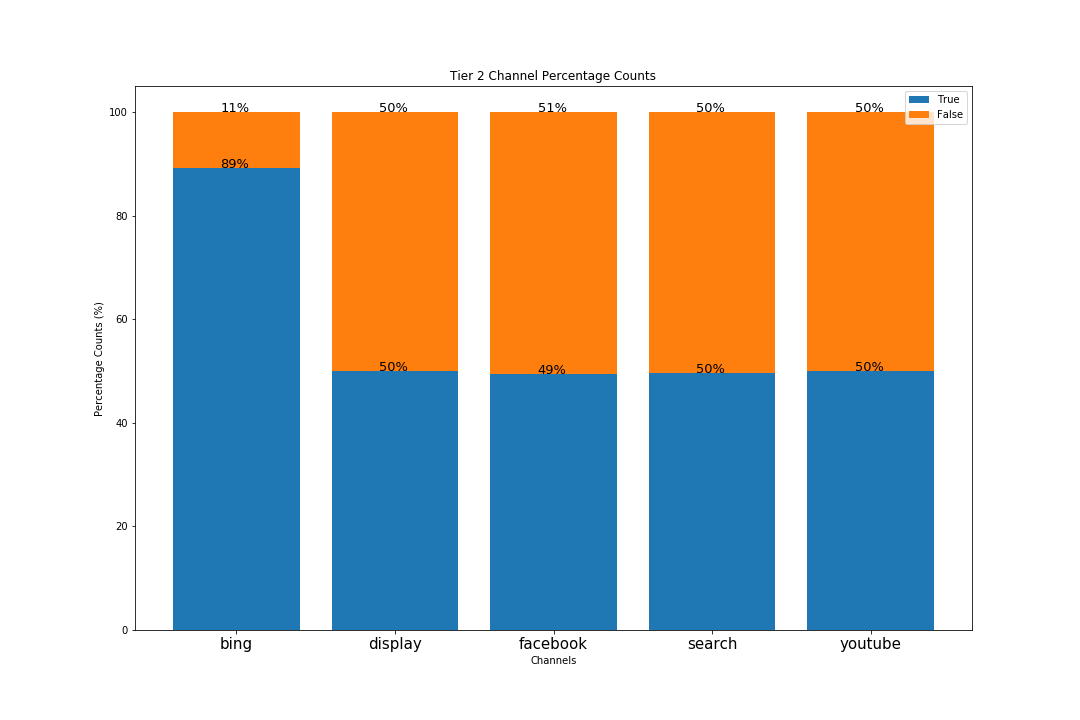 Tier 2 Channel Percentage Counts
True
False
11% 50% 51% 50% 50%
89% 50% 49% 50% 50%
100
80
60
40
20
0
Percentage Counts (%)
bing display facebook search youtube
Channels